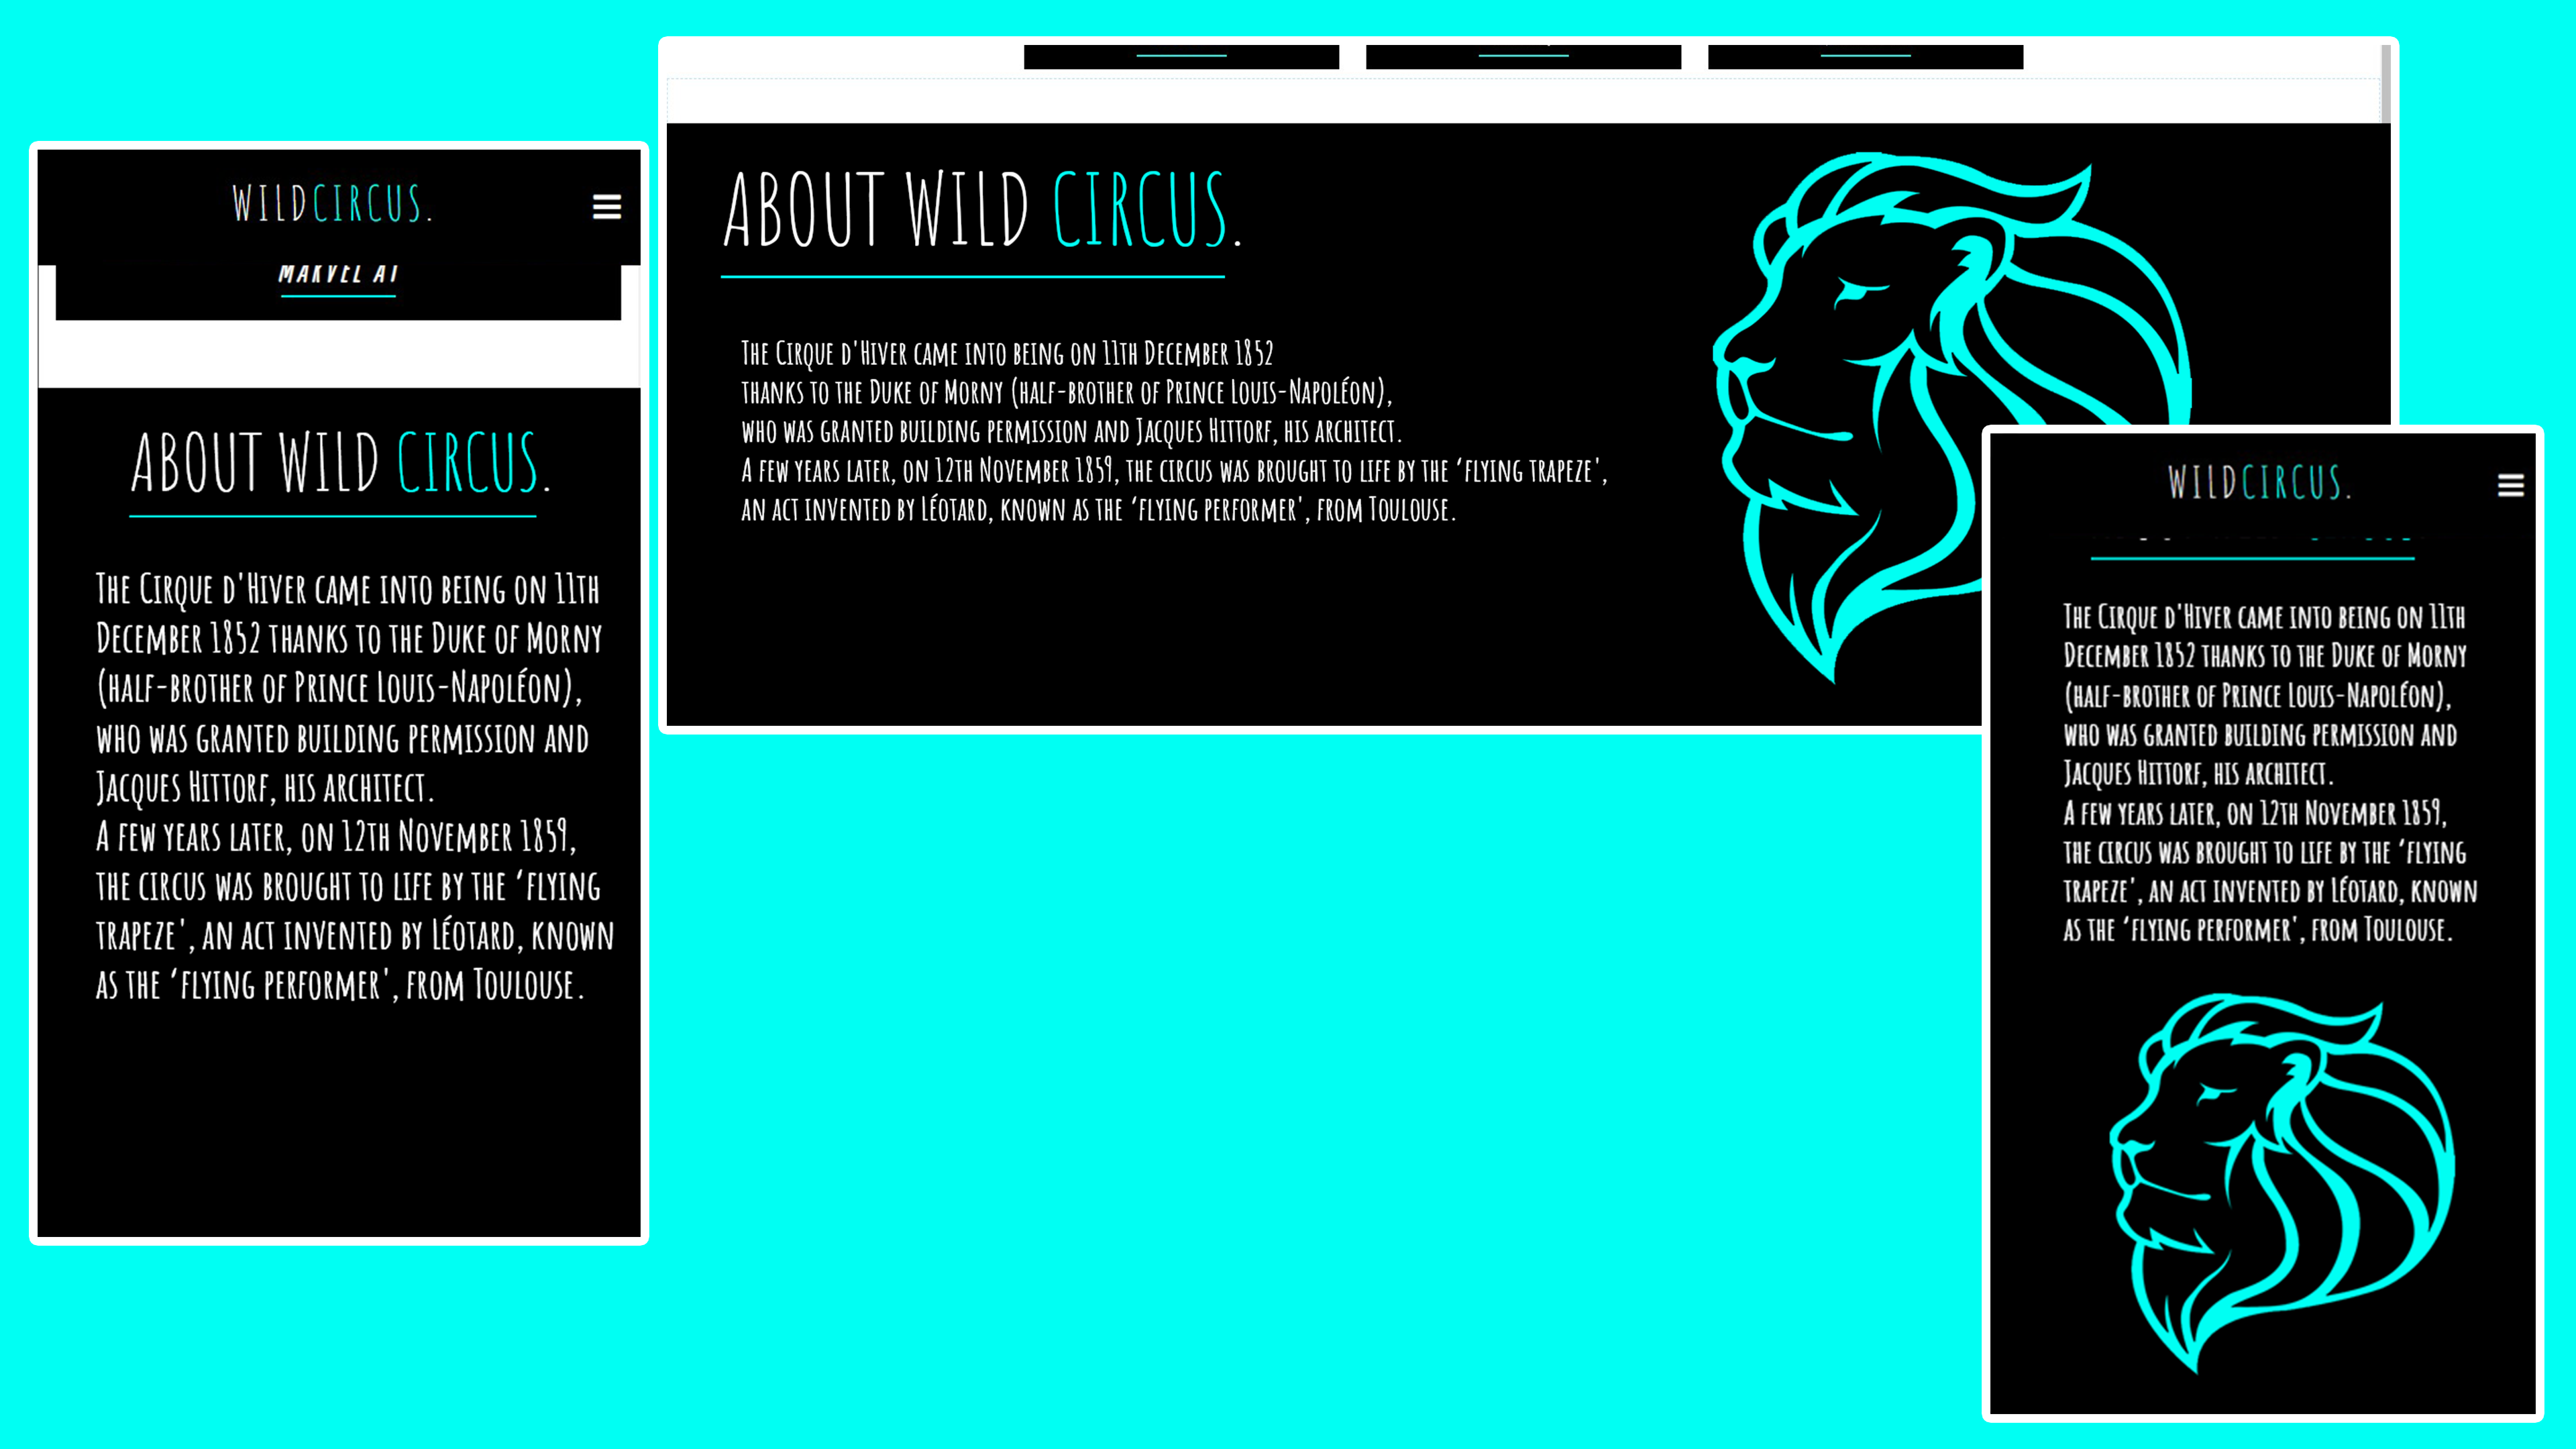 WILDCIRCUS.
ABOUT WILD CIRCUS.
The Cirque d'Hiver came into being on 11th
December 1852 thanks to the Duke of Morny
(half-brother of Prince Louis-Napoléon),
who was granted building permission and
Jacques Hittorf, his architect.
A few years later, on 12th November 1859,
the circus was brought to life by the ‘flying
trapeze', an act invented by Léotard, known
as the ‘flying performer', from Toulouse.
ABOUT WILD CIRCUS.
The Cirque d'Hiver came into being on 11th December 1852
thanks to the Duke of Morny (half-brother of Prince Louis-Napoléon),
who was granted building permission and Jacques Hittorf, his architect.
A few years later, on 12th November 1859, the circus was brought to life by the ‘flying trapeze',
an act invented by Léotard, known as the ‘flying performer', from Toulouse.
WILDCIRCUS.
The Cirque d'Hiver came into being on 11th
December 1852 thanks to the Duke of Morny
(half-brother of Prince Louis-Napoléon),
who was granted building permission and
Jacques Hittorf, his architect.
A few years later, on 12th November 1859,
the circus was brought to life by the ‘flying
trapeze', an act invented by Léotard, known
as the ‘flying performer', from Toulouse.